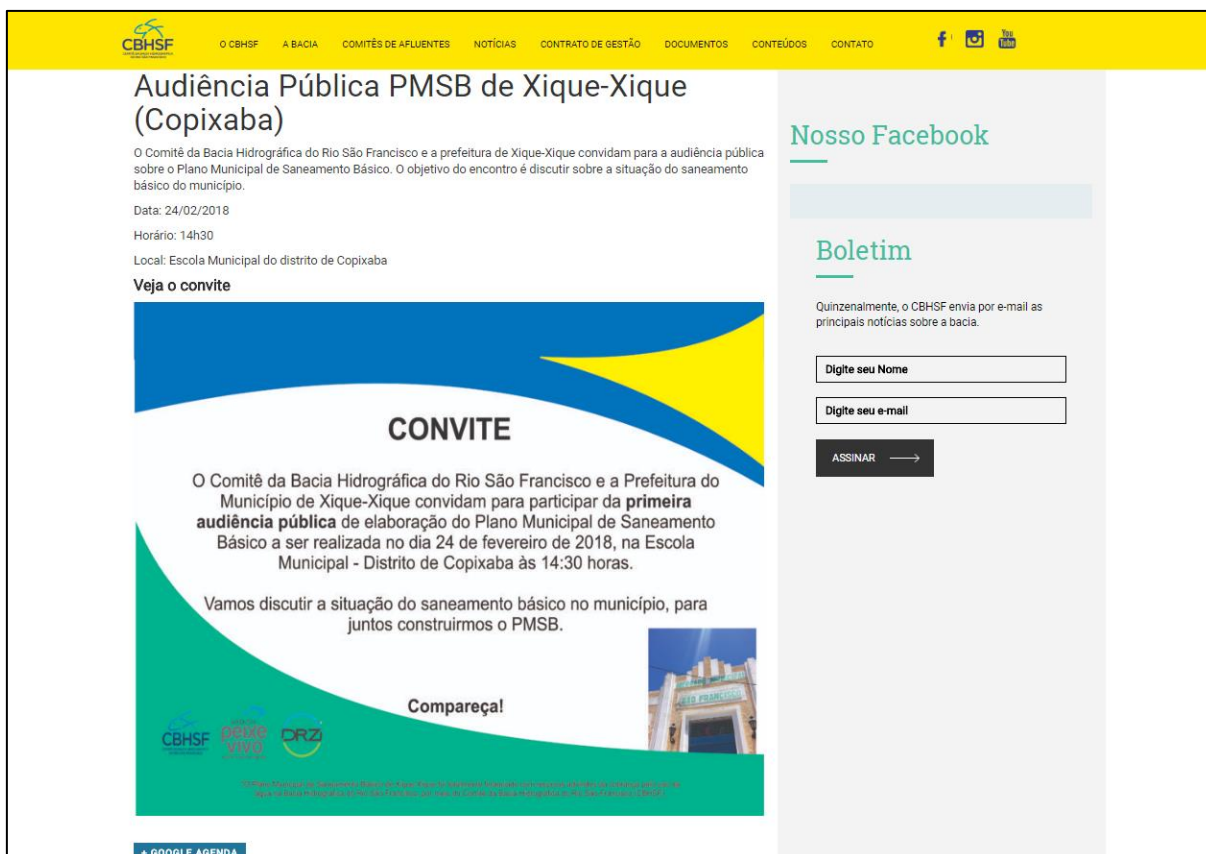 CBHSF
O CBHSF A BACIA COMITÊS DE AFLUENTES NOTÍCIAS CONTRATO DE GESTÃO DOCUMENTOS CONTEÚDOS CONTATO
You Tube
Audiência Pública PMSB de Xique-Xique
(Copixaba)
O Comitê da Bacia Hidrográfica do Rio São Francisco e a prefeitura de Xique-Xique convidam para a audiência pública
sobre o Plano Municipal de Saneamento Básico. O objetivo do encontro é discutir sobre a situação do saneamento
básico do município.
Data: 24/02/2018
Horário: 14h30
Local: Escola Municipal do distrito de Copixaba
Veja o convite
CONVITE
O Comitê da Bacia Hidrográfica do Rio São Francisco e a Prefeitura do
Município de Xique-Xique convidam para participar da primeira
audiência pública de elaboração do Plano Municipal de Saneamento
Básico a ser realizada no dia 24 de fevereiro de 2018, na Escola
Municipal - Distrito de Copixaba às 14:30 horas.
Vamos discutir a situação do saneamento básico no município, para
juntos construirmos o PMSB.
Compareça!
CBHSF
peixe
vivo
DRZ
SÃO FRANCISCO
+ GOOGLE AGENDA
Nosso Facebook
Boletim
Quinzenalmente, o CBHSF envia por e-mail as
principais notícias sobre a bacia.
Digite seu Nome
Digite seu e-mail
ASSINAR